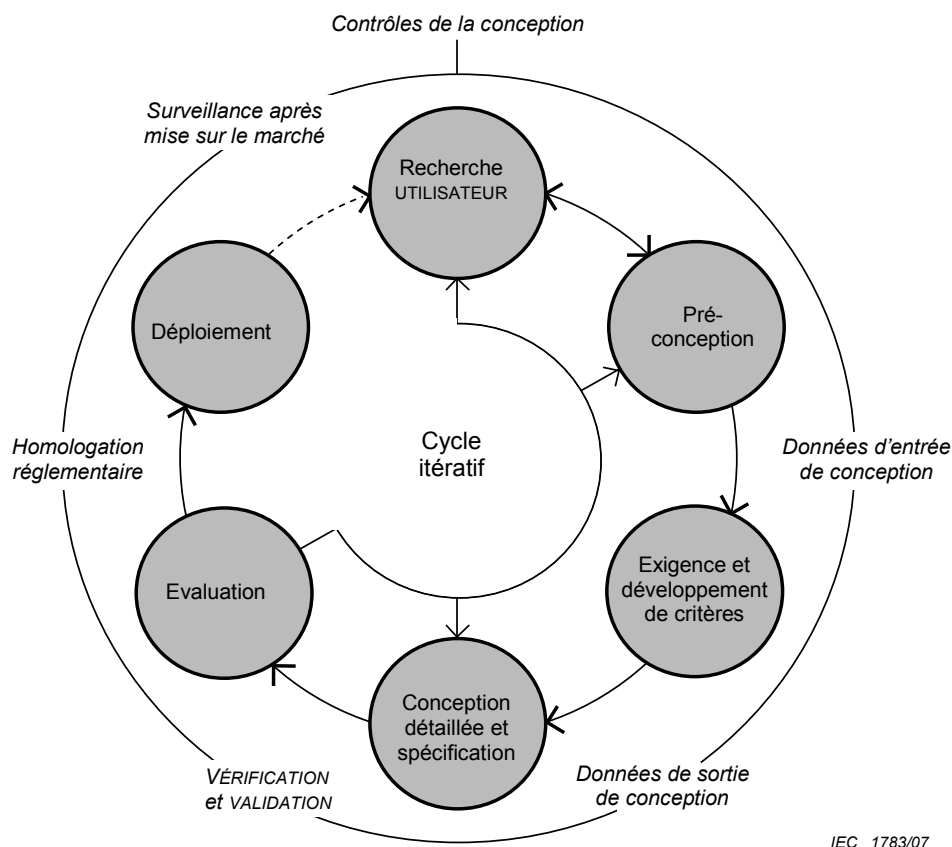 Contrôles de la conception
Surveillance après
mise sur le marché
Recherche
UTILISATEUR
Déploiement
Pré-
conception
Cycle
itératif
Homologation
réglementaire
Données d'entrée
de conception
Evaluation
Exigence et
développement
de critères
Conception
détaillée et
spécification
VÉRIFICATION
et VALIDATION
Données de sortie
de conception
IEC 1783/07